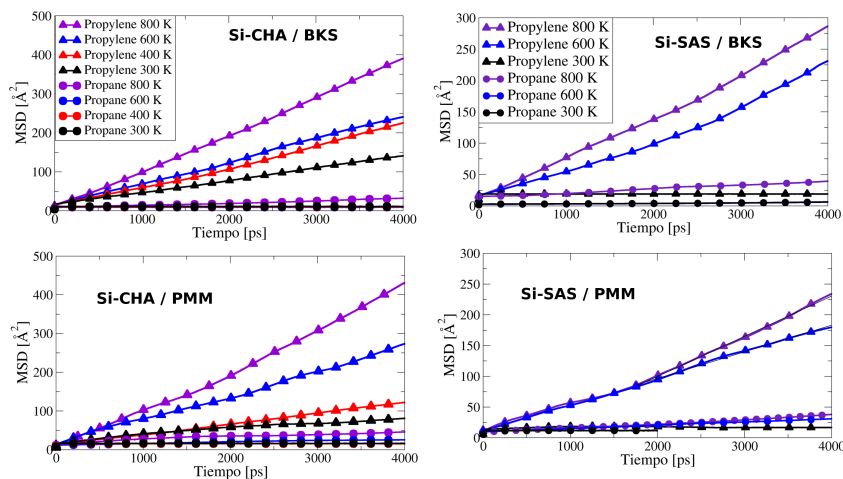 500
400
300
200
100
50
0
Propylene 800 K
Propylene 600 K
Propylene 400 K
Propylene 300 K
Propane 800 K
Propane 600 K
Propane 400 K
Propane 300 K
Si-CHA / BKS
MSD [Å2]
0 1000 2000 3000 4000
Tiempo [ps]
300
250
200
150
100
50
0
Propylene 800 K
Propylene 600 K
Propylene 300 K
Propane 800 K
Propane 600 K
Propane 300 K
Si-SAS / BKS
MSD [Å2]
0 1000 2000 3000 4000
Tiempo [ps]
500
400
300
200
100
50
0
Si-CHA / PMM
MSD [Å2]
0 1000 2000 3000 4000
Tiempo [ps]
300
250
200
150
100
50
0
Si-SAS / PMM
MSD [Å2]
0 1000 2000 3000 4000
Tiempo [ps]